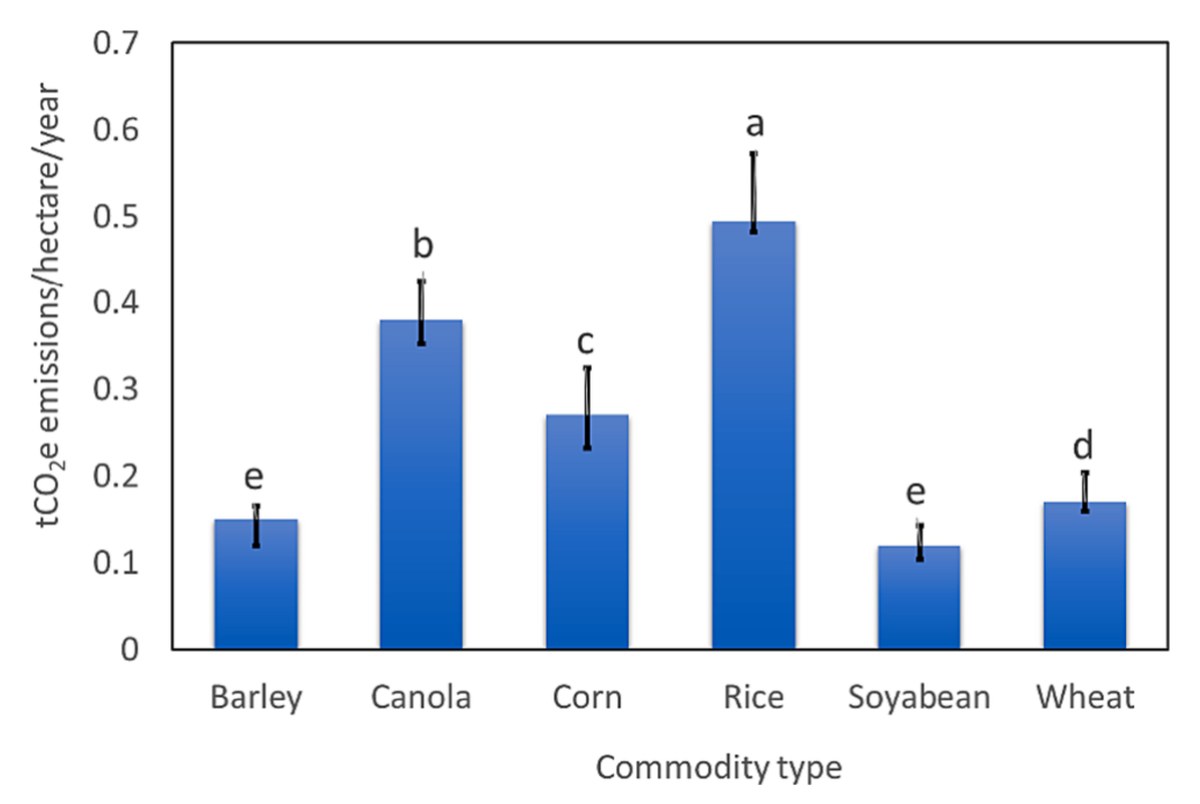 tCO₂e emissions/hectare/year
0.7
0.6
0.5
0.4
0.3
0.2
0.1
0
e
b
c
a
e
d
Barley
Canola
Corn
Rice
Soyabean
Wheat
Commodity type